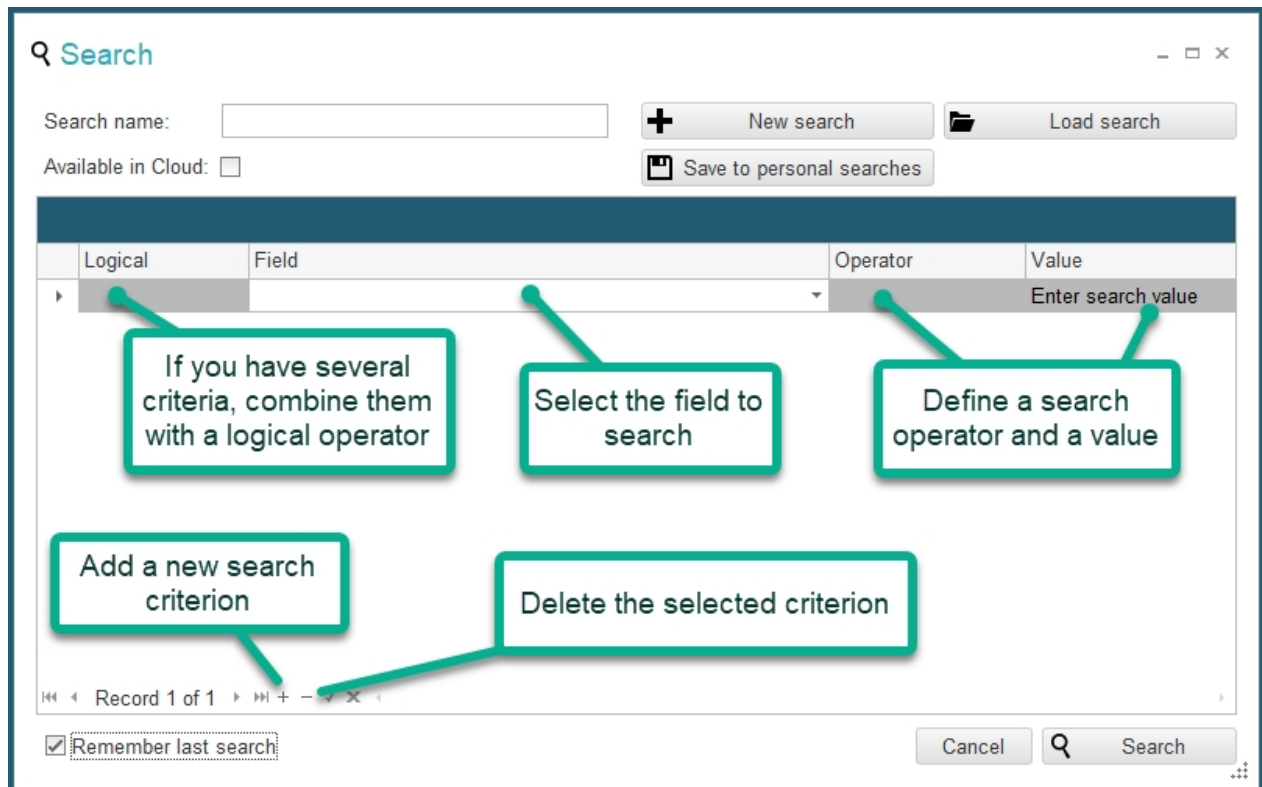 Search
Search name:
New search
Load search
Available in Cloud:
Save to personal searches
Logical Field Operator Value
Enter search value
If you have several
criteria, combine them
with a logical operator
Select the field to
search
Define a search
operator and a value
Add a new search
criterion
Delete the selected criterion
Record 1 of 1
Remember last search
Cancel
Search